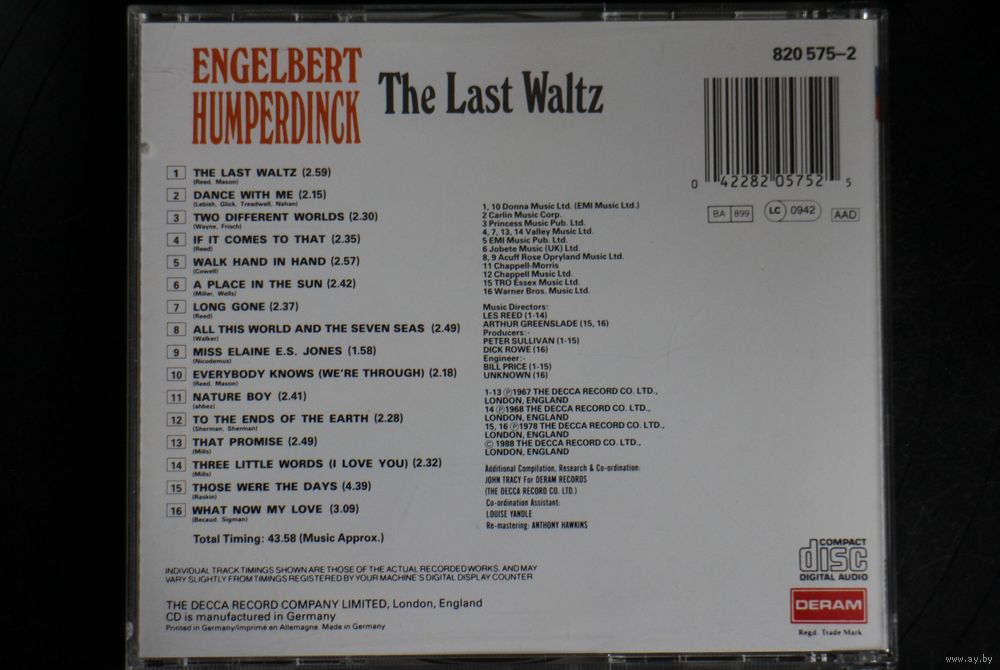 ENGELBERT
HUMPERDINCK
The Last Waltz
820 575-2
0 42282 05752 5
BA 899 LC 0942 AAD
1 THE LAST WALTZ (2.59)
(Reed, Mason)
2 DANCE WITH ME (2.15)
(Lebish, Glick, Treadwell, Nahan)
3 TWO DIFFERENT WORLDS (2.30)
(Wayne, Frisch)
4 IF IT COMES TO THAT (2.35)
(Reed)
5 WALK HAND IN HAND (2.57)
(Cowell)
6 A PLACE IN THE SUN (2.42)
(Miller, Wells)
7 LONG GONE (2.37)
(Reed)
8 ALL THIS WORLD AND THE SEVEN SEAS (2.49)
(Walker)
9 MISS ELAINE E.S. JONES (1.58)
(Nicodemus)
10 EVERYBODY KNOWS (WE'RE THROUGH) (2.18)
(Reed, Mason)
11 NATURE BOY (2.41)
(ahbez)
12 TO THE ENDS OF THE EARTH (2.28)
(Sherman, Sherman)
13 THAT PROMISE (2.49)
(Mills)
14 THREE LITTLE WORDS (I LOVE YOU) (2.32)
(Mills)
15 THOSE WERE THE DAYS (4.39)
(Raskin)
16 WHAT NOW MY LOVE (3.09)
(Becaud, Sigman)
Total Timing: 43.58 (Music Approx.)
1, 10 Donna Music Ltd. (EMI Music Ltd.)
2 Carlin Music Corp.
3 Princess Music Pub. Ltd.
4, 7, 13, 14 Valley Music Ltd.
5 EMI Music Pub. Ltd.
6 Jobete Music (UK) Ltd.
8, 9 Acuff Rose Opryland Music Ltd.
11 Chappell-Morris
12 Chappell Music Ltd.
15 TRO Essex Music Ltd.
16 Warner Bros. Music Ltd.
Music Directors:
LES REED (1-14)
ARTHUR GREENSLADE (15, 16)
Producers:-
PETER SULLIVAN (1-15)
DICK ROWE (16)
Engineer:-
BILL PRICE (1-15)
UNKNOWN (16)
1-13 ℗1967 THE DECCA RECORD CO. LTD.,
LONDON, ENGLAND
14 ℗1968 THE DECCA RECORD CO. LTD.,
LONDON, ENGLAND
15, 16 ℗1978 THE DECCA RECORD CO. LTD.,
LONDON, ENGLAND
© 1988 THE DECCA RECORD CO. LTD.,
LONDON, ENGLAND
Additional Compilation, Research & Co-ordination:
JOHN TRACY For DERAM RECORDS
(THE DECCA RECORD CO. LTD.)
Co-ordination Assistant:
LOUISE YANDLE
Re-mastering: ANTHONY HAWKINS
INDIVIDUAL TRACK TIMINGS SHOWN ARE THOSE OF THE ACTUAL RECORDED WORKS, AND MAY
VARY SLIGHTLY FROM TIMINGS REGISTERED BY YOUR MACHINE'S DIGITAL DISPLAY COUNTER
THE DECCA RECORD COMPANY LIMITED, London, England
CD is manufactured in Germany
Printed in Germany/Imprimé en Allemagne. Made in Germany
COMPACT
disc
DIGITAL AUDIO
DERAM
Regd. Trade Mark
www.ay.by